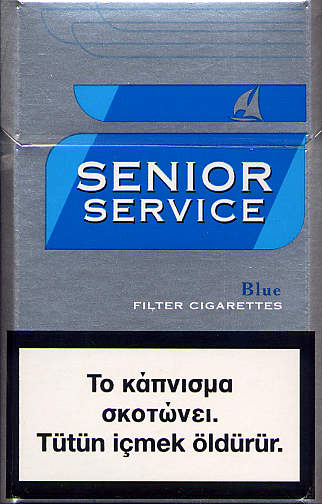 SENIOR
SERVICE
Blue
FILTER CIGARETTES
Το κάπνισμα
σκοτώνει.
Tütün içmek öldürür.